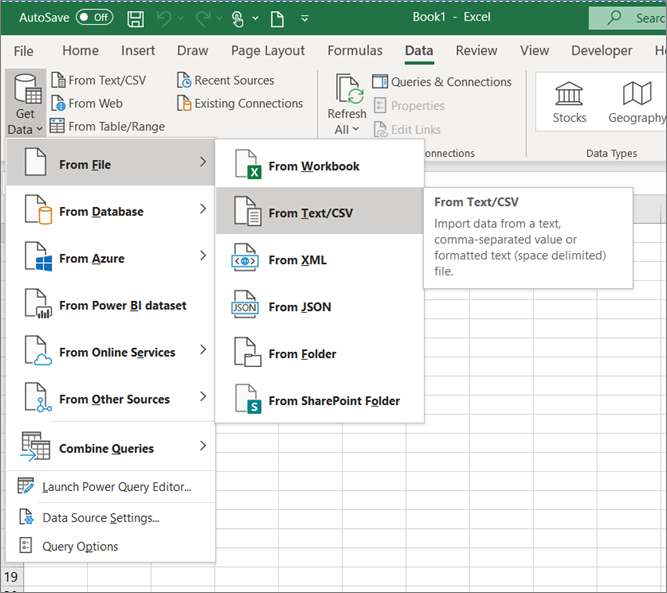 AutoSave Off Book1 - Excel Searc
File Home Insert Draw Page Layout Formulas Data Review View Developer He
Get Data
From Text/CSV
From Web
From Table/Range
Recent Sources
Existing Connections
Refresh All
Queries & Connections
Properties
Edit Links
onnections
Stocks
Geography
Data Types
From File
From Database
From Azure
From Power BI dataset
From Online Services
From Other Sources
Combine Queries
Launch Power Query Editor...
Data Source Settings...
Query Options
From Workbook
X
From Text/CSV
From XML
JSON
From JSON
From Folder
S
From SharePoint Folder
From Text/CSV
Import data from a text,
comma-separated value or
formatted text (space delimited)
file.
19